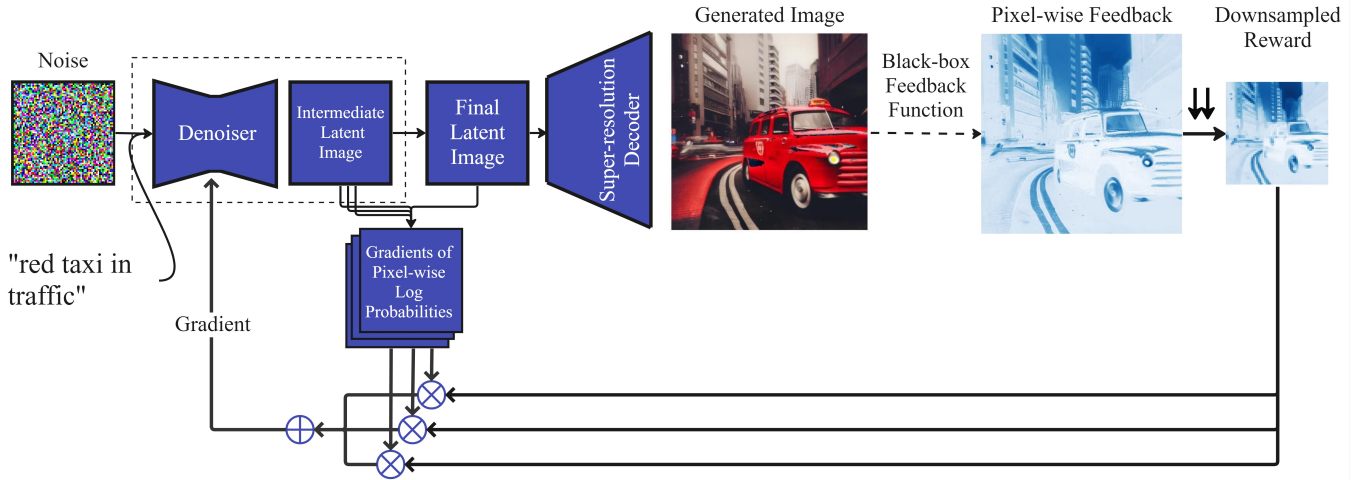 Noise
"red taxi in
traffic"
Denoiser
Intermediate
Latent
Image
Final
Latent
Image
Super-resolution
Decoder
Generated Image
Black-box
Feedback
Function
Pixel-wise Feedback
Downsampled
Reward
Gradients of
Pixel-wise
Log
Probabilities
Gradient